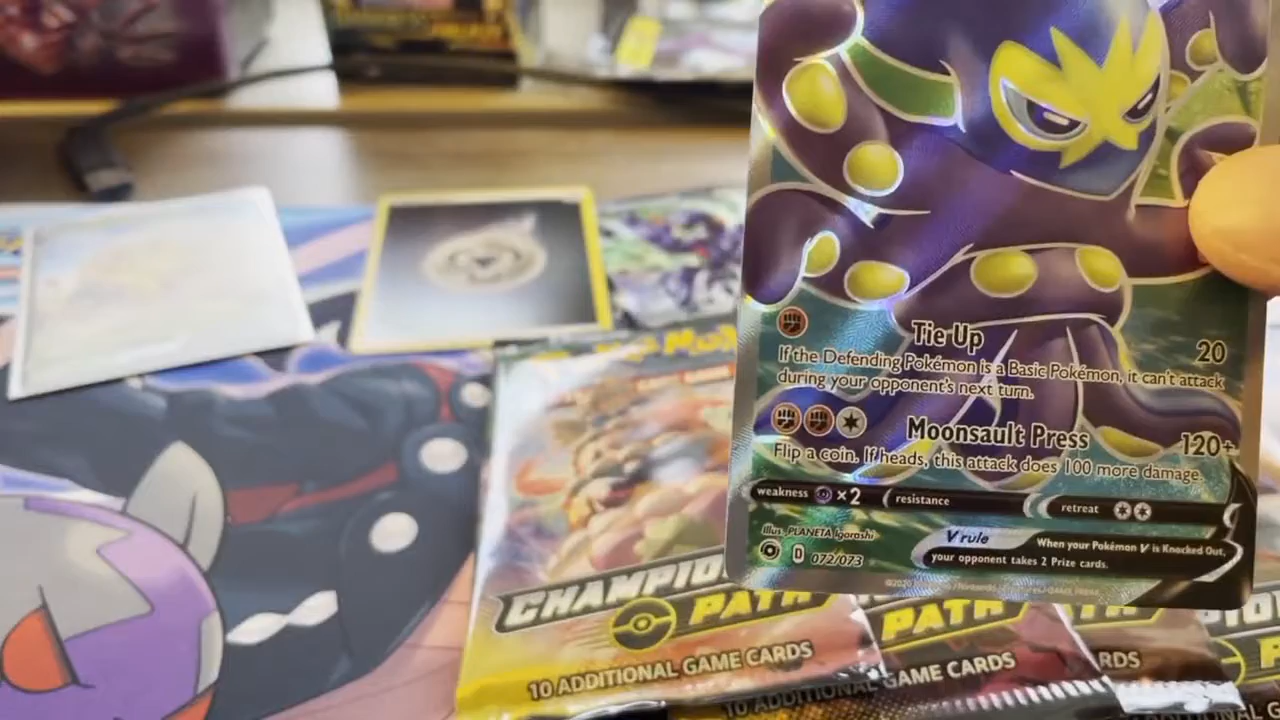 Tie Up
20
If the Defending Pokémon is a Basic Pokémon, it can't attack
during your opponent's next turn.
Moonsault Press
120+
Flip a coin. If heads, this attack does 100 more damage.
weakness ×2 resistance retreat
Illus. PLANETA Igarashi
D 072/073
V rule
When your Pokémon V is Knocked Out,
your opponent takes 2 Prize cards.
PATH
PATH
10 ADDITIONAL GAME CARDS
10 ADDITIONAL GAME CARDS
RDS